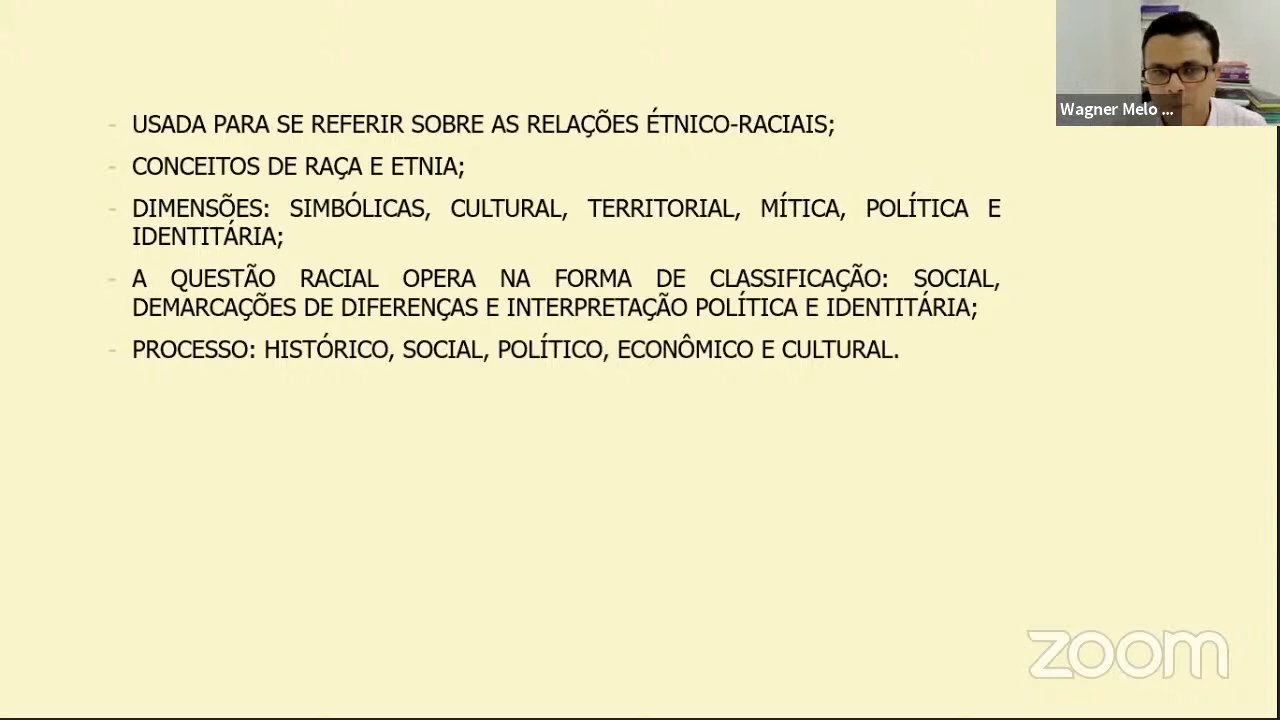 - USADA PARA SE REFERIR SOBRE AS RELAÇÕES ÉTNICO-RACIAIS;
- CONCEITOS DE RAÇA E ETNIA;
- DIMENSÕES: SIMBÓLICAS, CULTURAL, TERRITORIAL, MÍTICA, POLÍTICA E
IDENTITÁRIA;
- A QUESTÃO RACIAL OPERA NA FORMA DE CLASSIFICAÇÃO: SOCIAL,
DEMARCAÇÕES DE DIFERENÇAS E INTERPRETAÇÃO POLÍTICA E IDENTITÁRIA;
- PROCESSO: HISTÓRICO, SOCIAL, POLÍTICO, ECONÔMICO E CULTURAL.
Wagner Melo ...
zoom